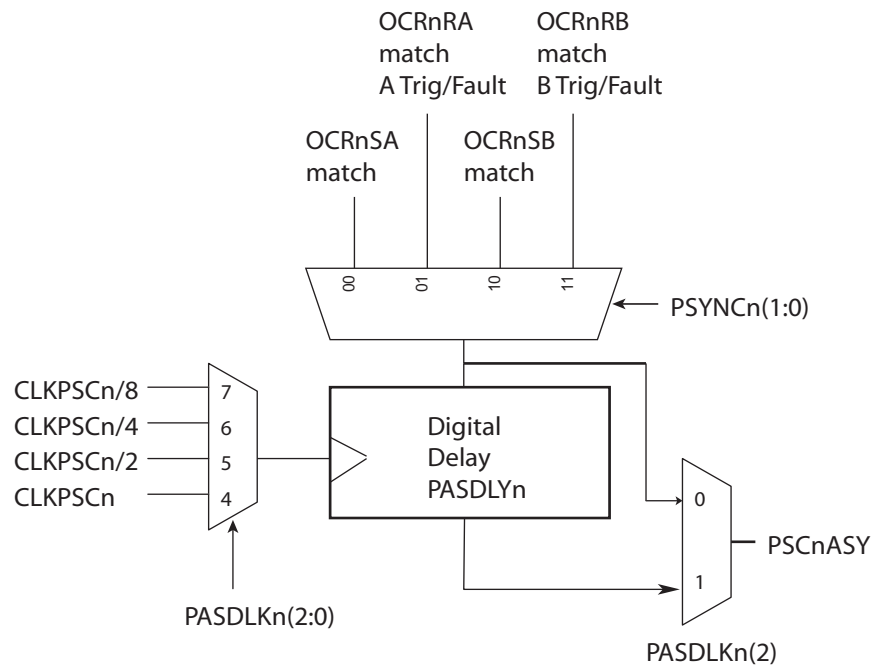 OCRnRA
match
A Trig/Fault
OCRnRB
match
B Trig/Fault
OCRnSA
match
OCRnSB
match
00
01
10
11
PSYNCn(1:0)
CLKPSCn/8
CLKPSCn/4
CLKPSCn/2
CLKPSCn
7
6
5
4
Digital
Delay
PASDLYn
0
1
PSCnASY
PASDLKn(2:0)
PASDLKn(2)